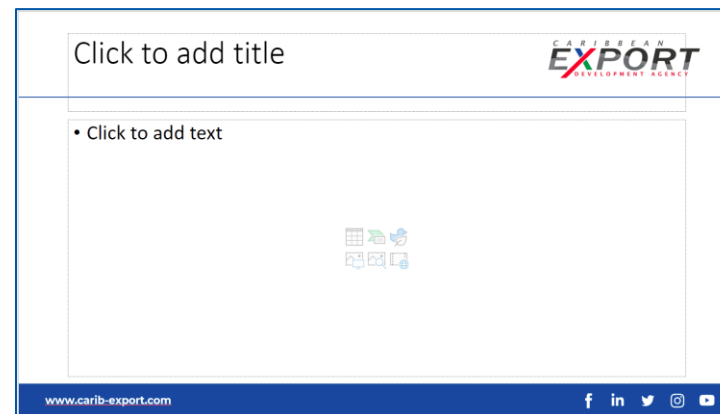 Click to add title
CARIBBEAN
EXPORT
DEVELOPMENT AGENCY
• Click to add text
www.carib-export.com